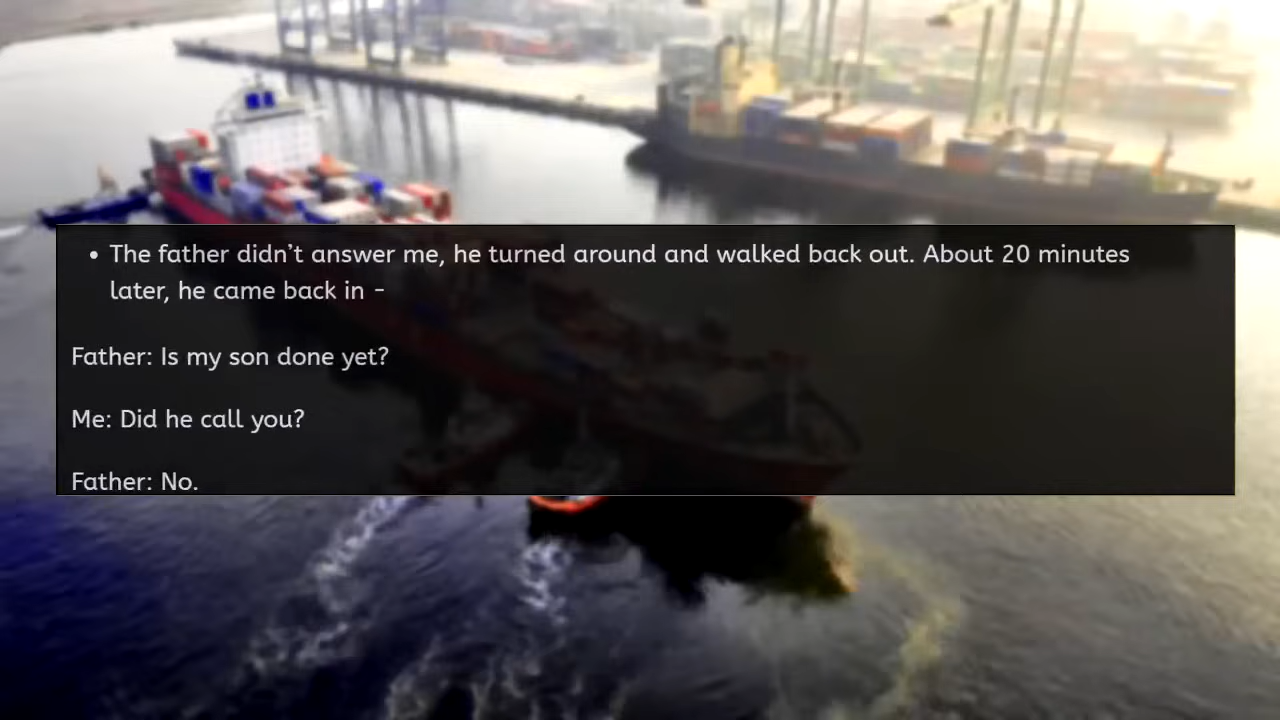 • The father didn’t answer me, he turned around and walked back out. About 20 minutes
later, he came back in -
Father: Is my son done yet?
Me: Did he call you?
Father: No.